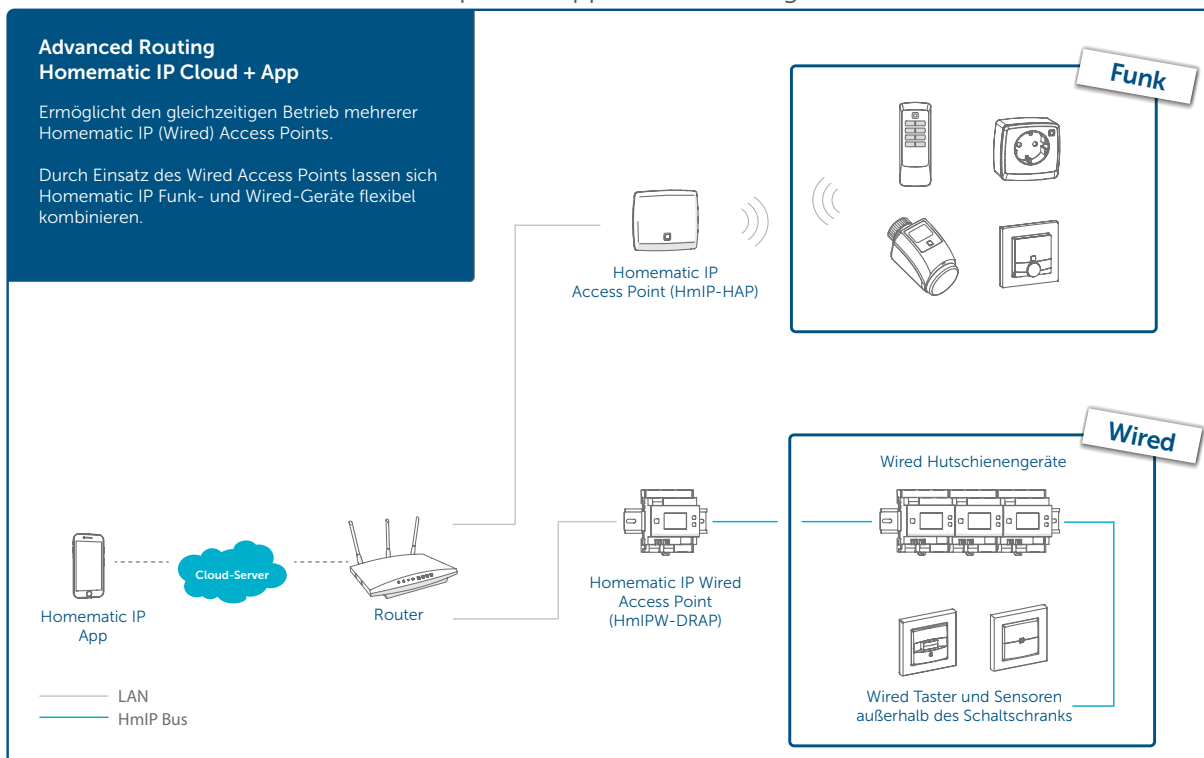 Advanced Routing
Homematic IP Cloud + App
Ermöglicht den gleichzeitigen Betrieb mehrerer
Homematic IP (Wired) Access Points.
Durch Einsatz des Wired Access Points lassen sich
Homematic IP Funk- und Wired-Geräte flexibel
kombinieren.
Funk
Homematic IP
Access Point (HmIP-HAP)
Wired
Wired Hutschienengeräte
Cloud-Server
Homematic IP
App
Router
Homematic IP Wired
Access Point
(HmIPW-DRAP)
Wired Taster und Sensoren
außerhalb des Schaltschranks
LAN
HmIP Bus